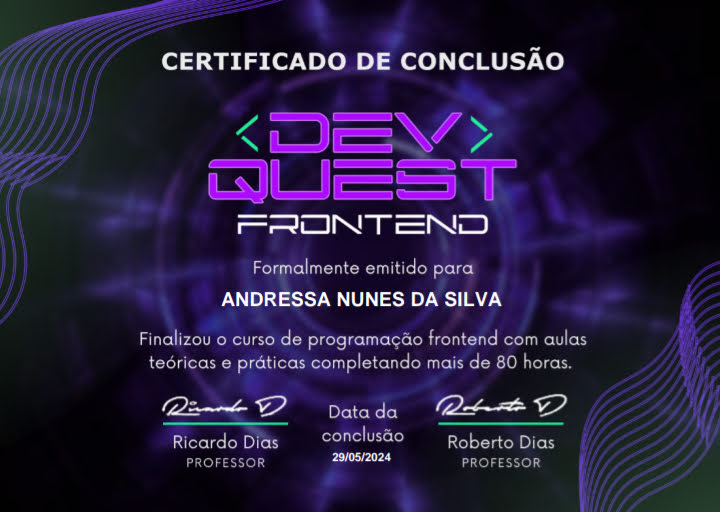 CERTIFICADO DE CONCLUSÃO
<DEV>
QUEST
FRONTEND
Formalmente emitido para
ANDRESSA NUNES DA SILVA
Finalizou o curso de programação frontend com aulas
teóricas e práticas completando mais de 80 horas.
Ricardo D
Roberto D
Data da
conclusão
29/05/2024
Ricardo Dias
PROFESSOR
Roberto Dias
PROFESSOR